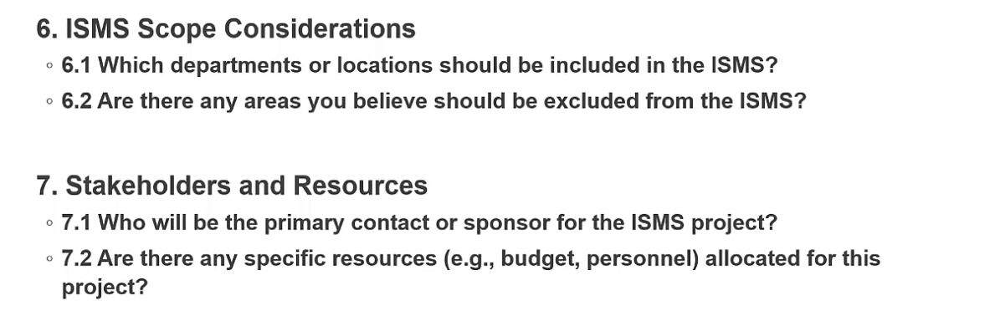 6. ISMS Scope Considerations
◦ 6.1 Which departments or locations should be included in the ISMS?
◦ 6.2 Are there any areas you believe should be excluded from the ISMS?
7. Stakeholders and Resources
◦ 7.1 Who will be the primary contact or sponsor for the ISMS project?
◦ 7.2 Are there any specific resources (e.g., budget, personnel) allocated for this
project?